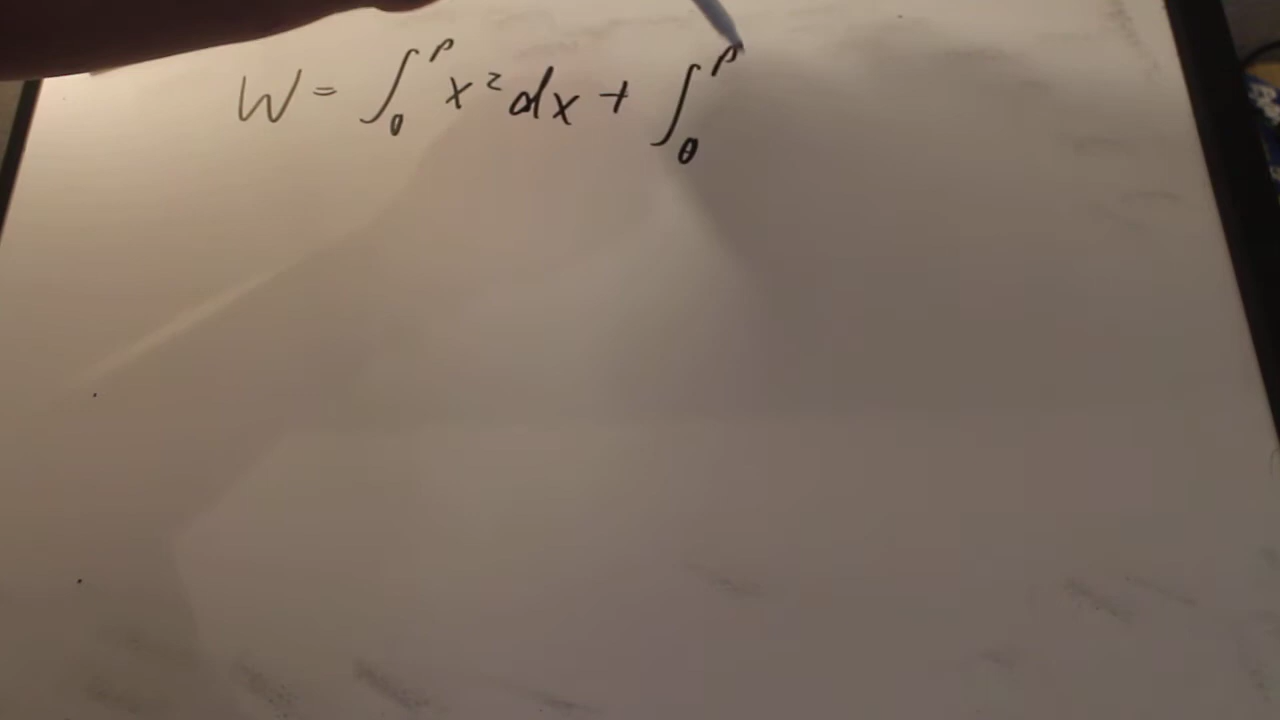 W = ∫₀^P x² dx + ∫₀^P